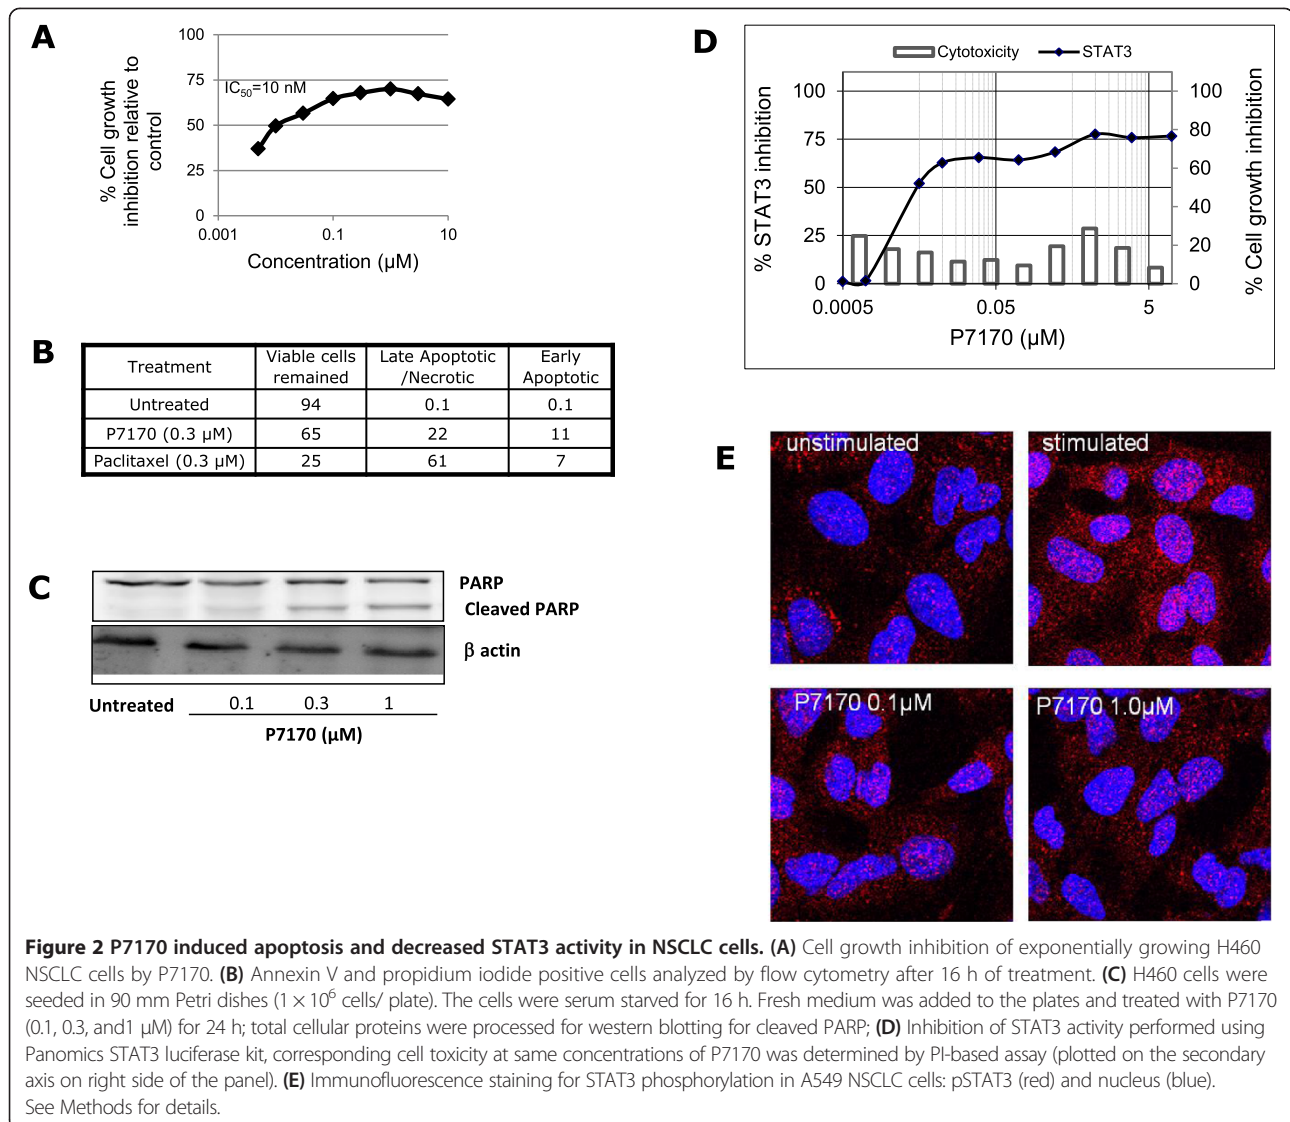 A
% Cell growth
inhibition relative to
control
100
75
50
25
0
IC50=10 nM
0.001
0.1
10
Concentration (µM)
B
Treatment
Viable cells
remained
Late Apoptotic
/Necrotic
Early
Apoptotic
Untreated 94 0.1 0.1
P7170 (0.3 µM) 65 22 11
Paclitaxel (0.3 µM) 25 61 7
C
PARP
Cleaved PARP
β actin
Untreated 0.1 0.3 1
P7170 (µM)
D
Cytotoxicity STAT3
% STAT3 inhibition
100
75
50
25
0
100
80
60
40
20
0
% Cell growth inhibition
0.0005 0.05 5
P7170 (µM)
E
unstimulated
stimulated
P7170 0.1µM
P7170 1.0µM
Figure 2 P7170 induced apoptosis and decreased STAT3 activity in NSCLC cells. (A) Cell growth inhibition of exponentially growing H460
NSCLC cells by P7170. (B) Annexin V and propidium iodide positive cells analyzed by flow cytometry after 16 h of treatment. (C) H460 cells were
seeded in 90 mm Petri dishes (1 × 10⁶ cells/ plate). The cells were serum starved for 16 h. Fresh medium was added to the plates and treated with P7170
(0.1, 0.3, and1 µM) for 24 h; total cellular proteins were processed for western blotting for cleaved PARP; (D) Inhibition of STAT3 activity performed using
Panomics STAT3 luciferase kit, corresponding cell toxicity at same concentrations of P7170 was determined by PI-based assay (plotted on the secondary
axis on right side of the panel). (E) Immunofluorescence staining for STAT3 phosphorylation in A549 NSCLC cells: pSTAT3 (red) and nucleus (blue).
See Methods for details.